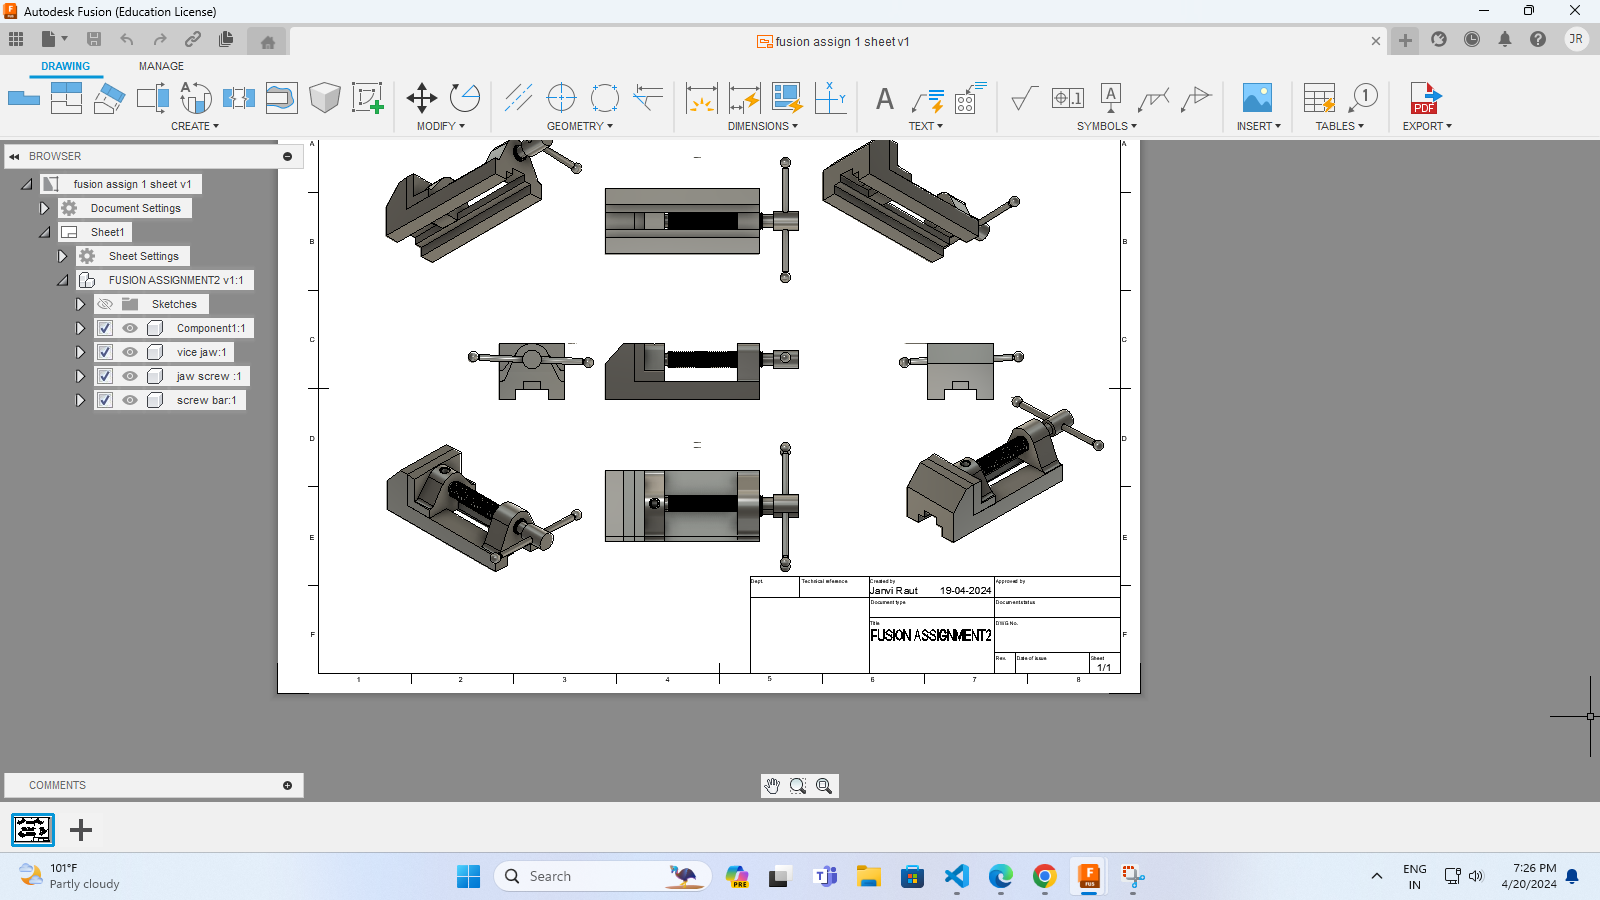 Autodesk Fusion (Education License)
fusion assign 1 sheet v1
JR
DRAWING
MANAGE
CREATE
MODIFY
GEOMETRY
DIMENSIONS
TEXT
SYMBOLS
INSERT
TABLES
EXPORT
PDF
BROWSER
fusion assign 1 sheet v1
Document Settings
Sheet1
Sheet Settings
FUSION ASSIGNMENT2 v1:1
Sketches
Component1:1
vice jaw:1
jaw screw :1
screw bar:1
A
A
B
B
C
C
D
D
E
E
F
F
Dept.
Technical reference
Created by
Approved by
Janvi Raut 19-04-2024
Document type
Document status
Title
DWG No.
FUSION ASSIGNMENT2
Rev.
Date of issue
Sheet
1/1
1 2 3 4 5 6 7 8
COMMENTS
101°F
Partly cloudy
Search
PRE
ENG
IN
7:26 PM
4/20/2024